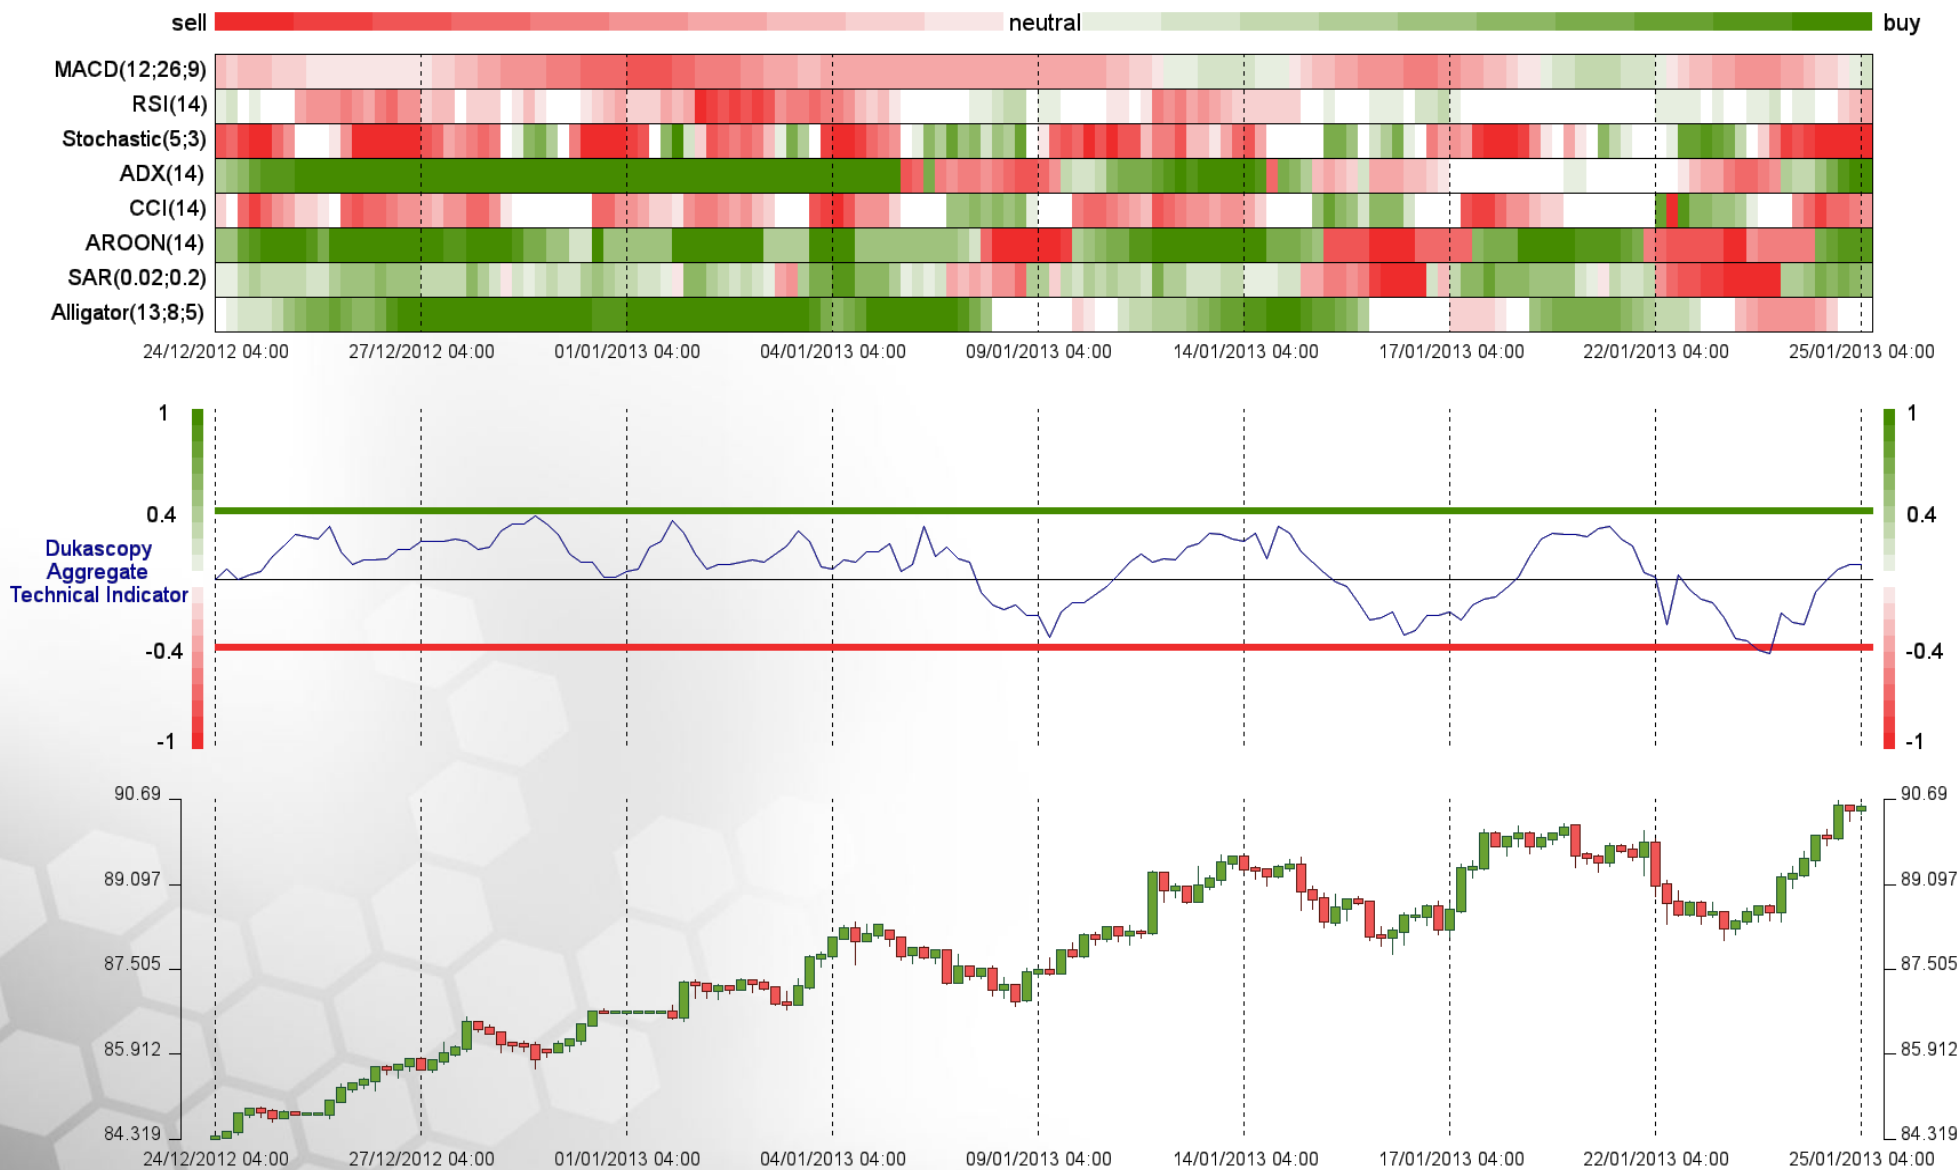 sell neutral buy
MACD(12;26;9)
RSI(14)
Stochastic(5;3)
ADX(14)
CCI(14)
AROON(14)
SAR(0.02;0.2)
Alligator(13;8;5)
24/12/2012 04:00 27/12/2012 04:00 01/01/2013 04:00 04/01/2013 04:00 09/01/2013 04:00 14/01/2013 04:00 17/01/2013 04:00 22/01/2013 04:00 25/01/2013 04:00
1 1
0.4 0.4
Dukascopy
Aggregate
Technical Indicator
-0.4 -0.4
-1 -1
90.69 90.69
89.097 89.097
87.505 87.505
85.912 85.912
84.319 84.319
24/12/2012 04:00 27/12/2012 04:00 01/01/2013 04:00 04/01/2013 04:00 09/01/2013 04:00 14/01/2013 04:00 17/01/2013 04:00 22/01/2013 04:00 25/01/2013 04:00